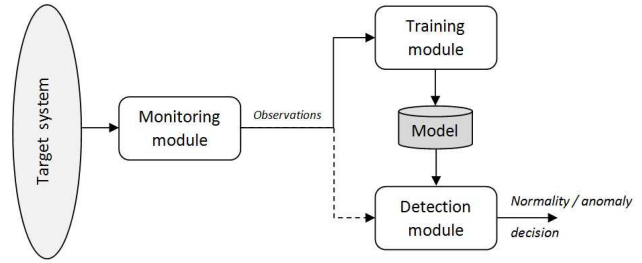 Target system
Monitoring
module
Observations
Training
module
Model
Detection
module
Normality / anomaly
decision